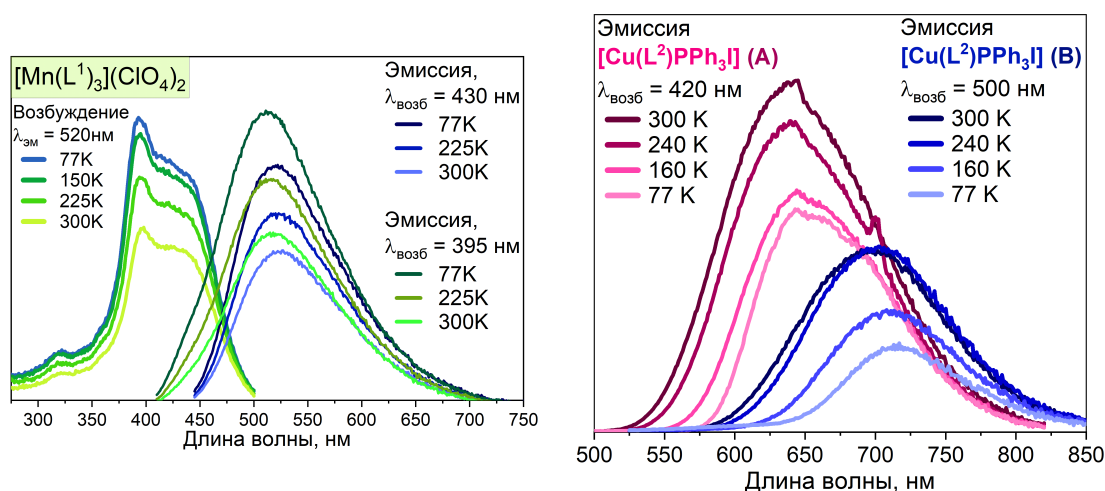 [Mn(L¹)₃](ClO₄)₂
Возбуждение
λэм = 520нм
77K
150K
225K
300K
Эмиссия,
λвозб = 430 нм
77K
225K
300K
Эмиссия,
λвозб = 395 нм
77K
225K
300K
300 350 400 450 500 550 600 650 700 750
Длина волны, нм
Эмиссия
[Cu(L²)PPh₃I] (A)
λвозб = 420 нм
300 K
240 K
160 K
77 K
Эмиссия
[Cu(L²)PPh₃I] (B)
λвозб = 500 нм
300 K
240 K
160 K
77 K
500 550 600 650 700 750 800 850
Длина волны, нм